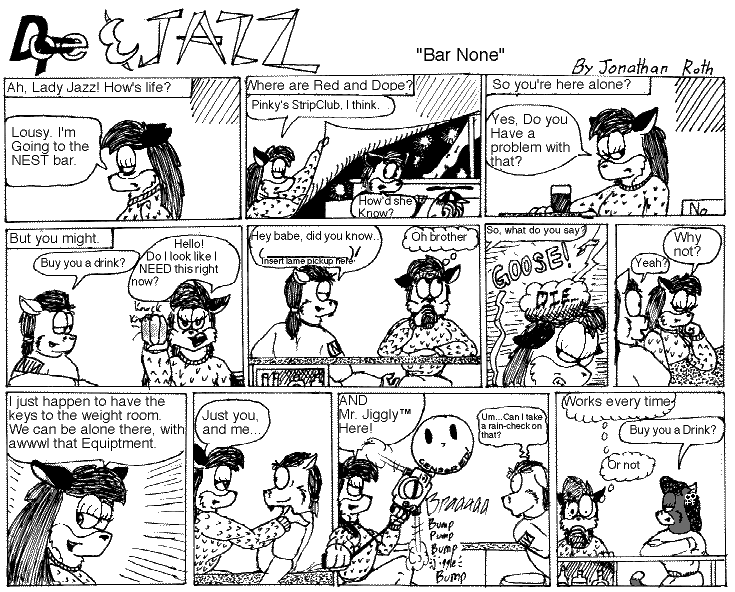 Dope & JAZZ
"Bar None"
By Jonathan Roth
Ah, Lady Jazz! How's life?
Lousy. I'm
Going to the
NEST bar.
Where are Red and Dope?
Pinky's StripClub, I think.
How'd she
Know?
So you're here alone?
Yes, Do you
Have a
problem with
that?
No
But you might.
Buy you a drink?
Hello!
Do I look like I
NEED this right
now?
Knock
Hey babe, did you know...
Insert lame pickup here
Oh brother
So, what do you say?
GOOSE!
DIE
Yeah?
Why
not?
I just happen to have the
keys to the weight room.
We can be alone there, with
awwwl that Equiptment.
Just you,
and me...
AND
Mr. Jiggly™
Here!
Um...Can I take
a rain-check on
that?
Braaaaa
Bump
Pump
Bump
Jiggle
Bump
Works every time
Or not
Buy you a Drink?